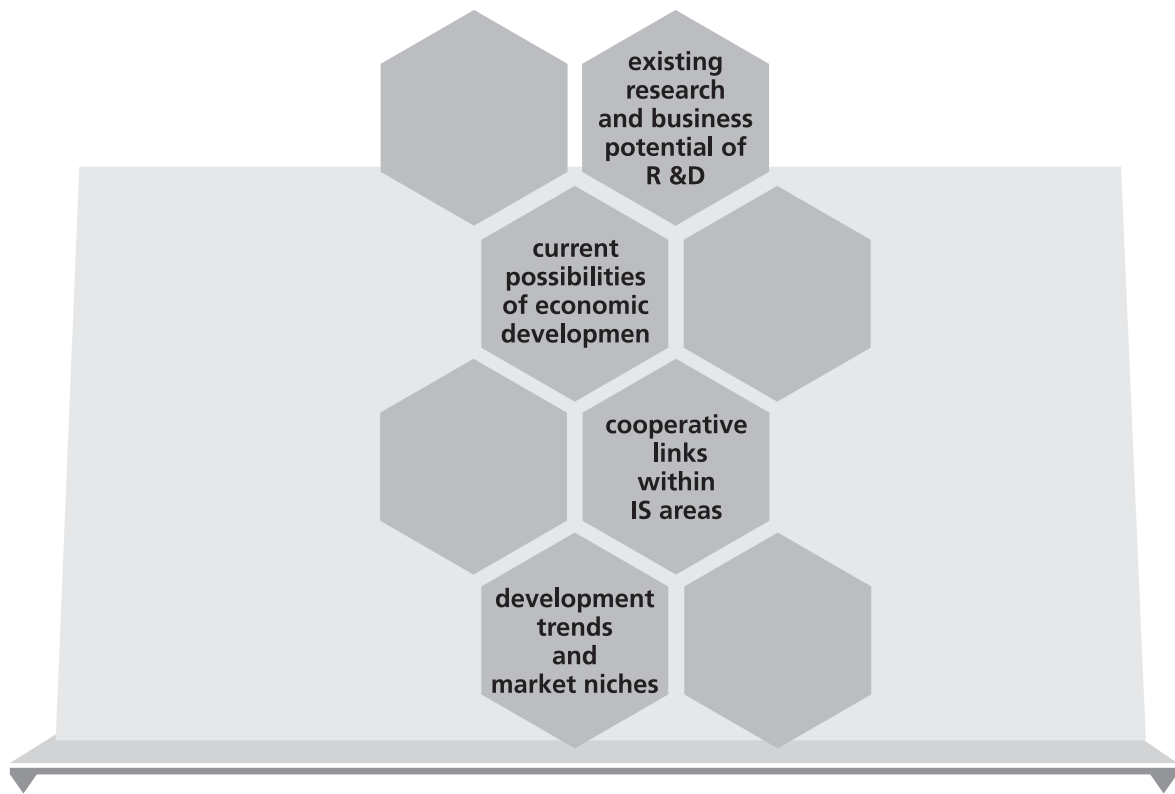 existing
research
and business
potential of
R &D
current
possibilities
of economic
developmen
cooperative
links
within
IS areas
development
trends
and
market niches